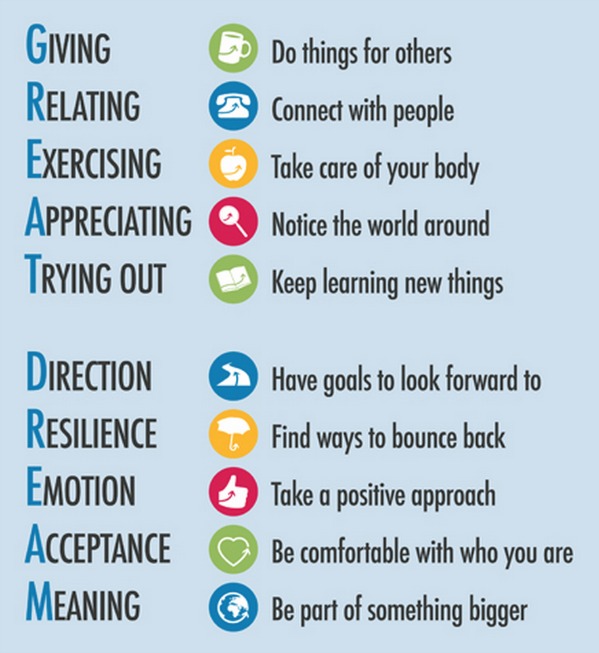 GIVING Do things for others
RELATING Connect with people
EXERCISING Take care of your body
APPRECIATING Notice the world around
TRYING OUT Keep learning new things
DIRECTION Have goals to look forward to
RESILIENCE Find ways to bounce back
EMOTION Take a positive approach
ACCEPTANCE Be comfortable with who you are
MEANING Be part of something bigger